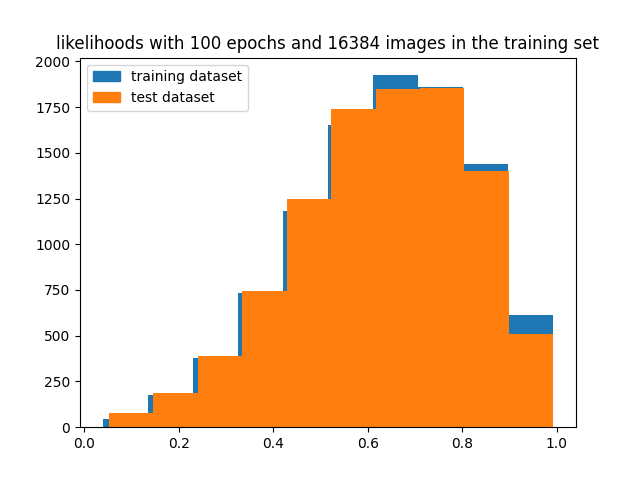 likelihoods with 100 epochs and 16384 images in the training set
training dataset
test dataset
2000
1750
1500
1250
1000
750
500
250
0
0.0 0.2 0.4 0.6 0.8 1.0